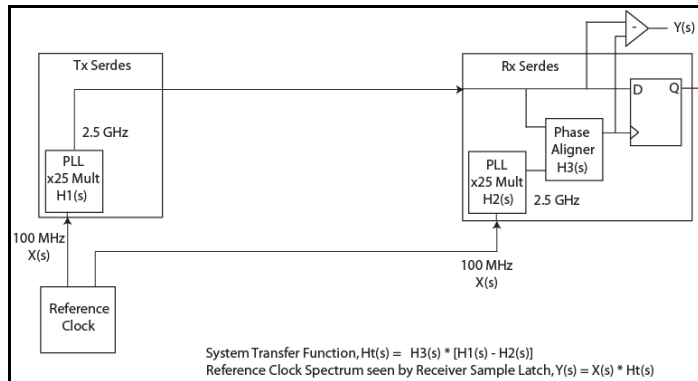 Y(s)
-
Tx Serdes
Rx Serdes
D
Q
2.5 GHz
Phase
Aligner
H3(s)
PLL
x25 Mult
H1(s)
PLL
x25 Mult
H2(s)
2.5 GHz
100 MHz
X(s)
100 MHz
X(s)
Reference
Clock
System Transfer Function, Ht(s) = H3(s) * [H1(s) - H2(s)]
Reference Clock Spectrum seen by Receiver Sample Latch, Y(s) = X(s) * Ht(s)